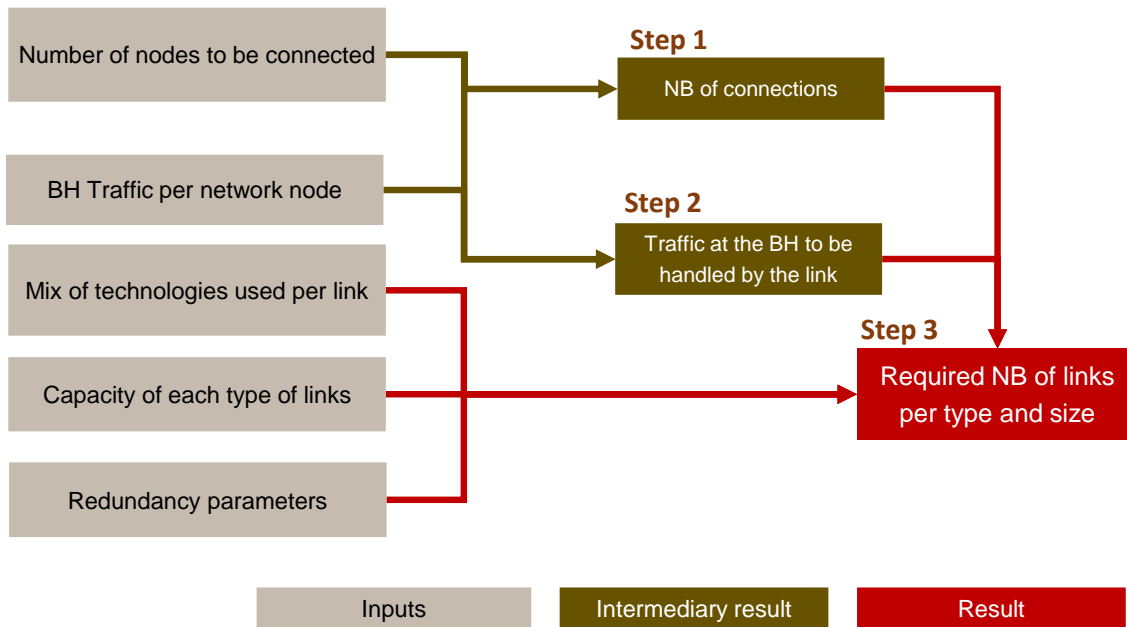 Number of nodes to be connected
BH Traffic per network node
Mix of technologies used per link
Capacity of each type of links
Redundancy parameters
Step 1
NB of connections
Step 2
Traffic at the BH to be
handled by the link
Step 3
Required NB of links
per type and size
Inputs
Intermediary result
Result